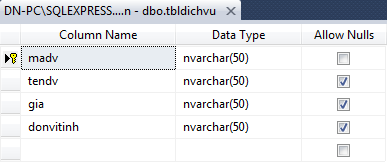 DN-PC\SQLEXPRESS....n - dbo.tbldichvu
Column Name Data Type Allow Nulls
madv nvarchar(50)
tendv nvarchar(50)
gia nvarchar(50)
donvitinh nvarchar(50)